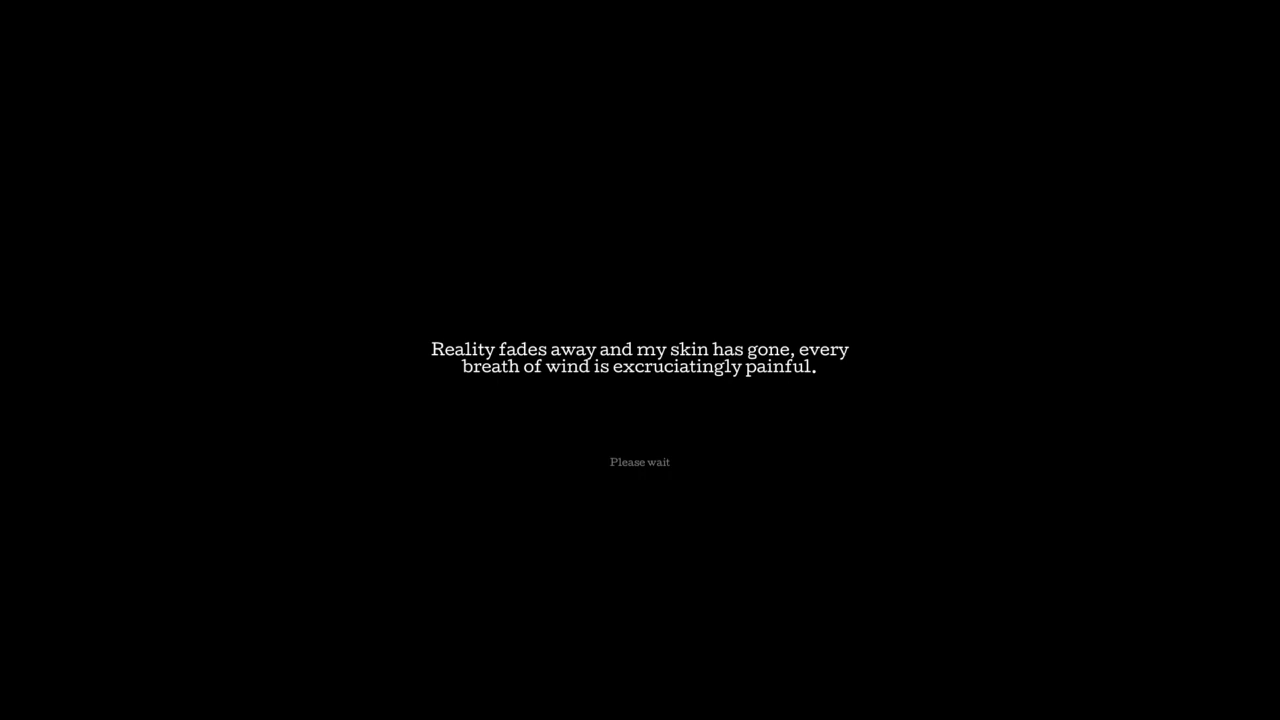 Reality fades away and my skin has gone, every
breath of wind is excruciatingly painful.
Please wait